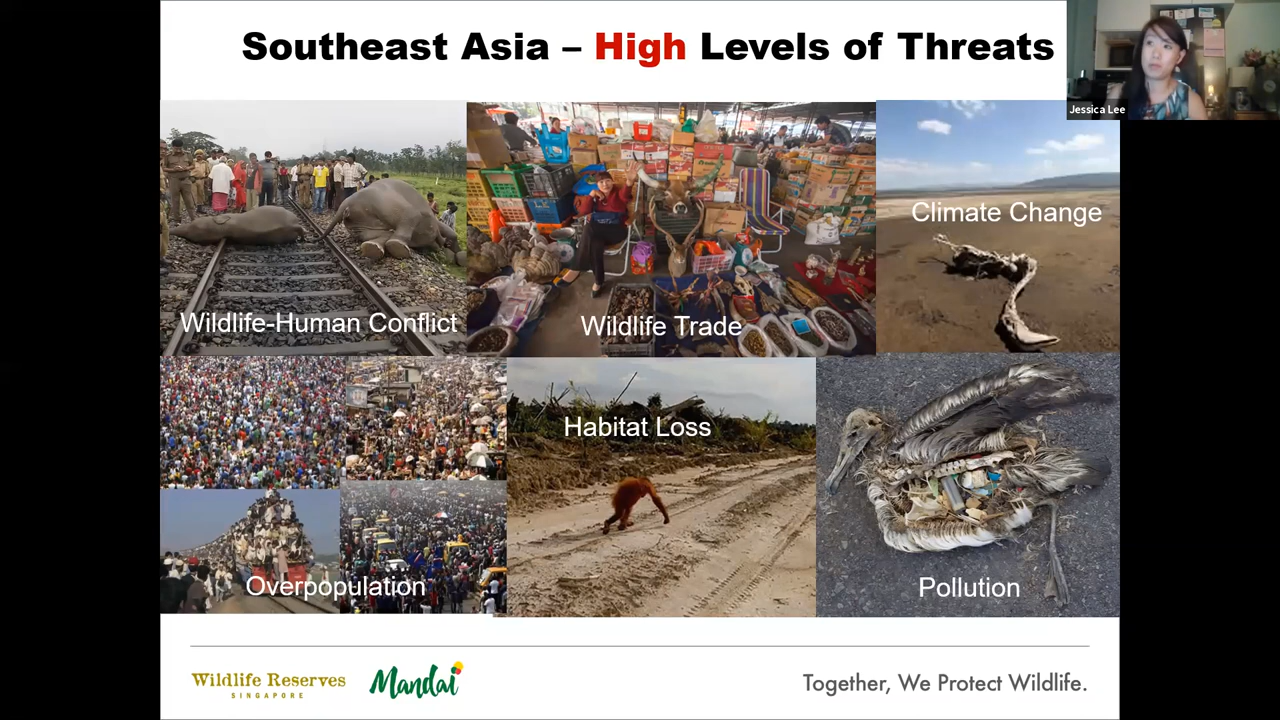 Southeast Asia – High Levels of Threats
Jessica Lee
Climate Change
Wildlife-Human Conflict
Wildlife Trade
Habitat Loss
Overpopulation
Pollution
Wildlife Reserves
SINGAPORE
Mandai
Together, We Protect Wildlife.